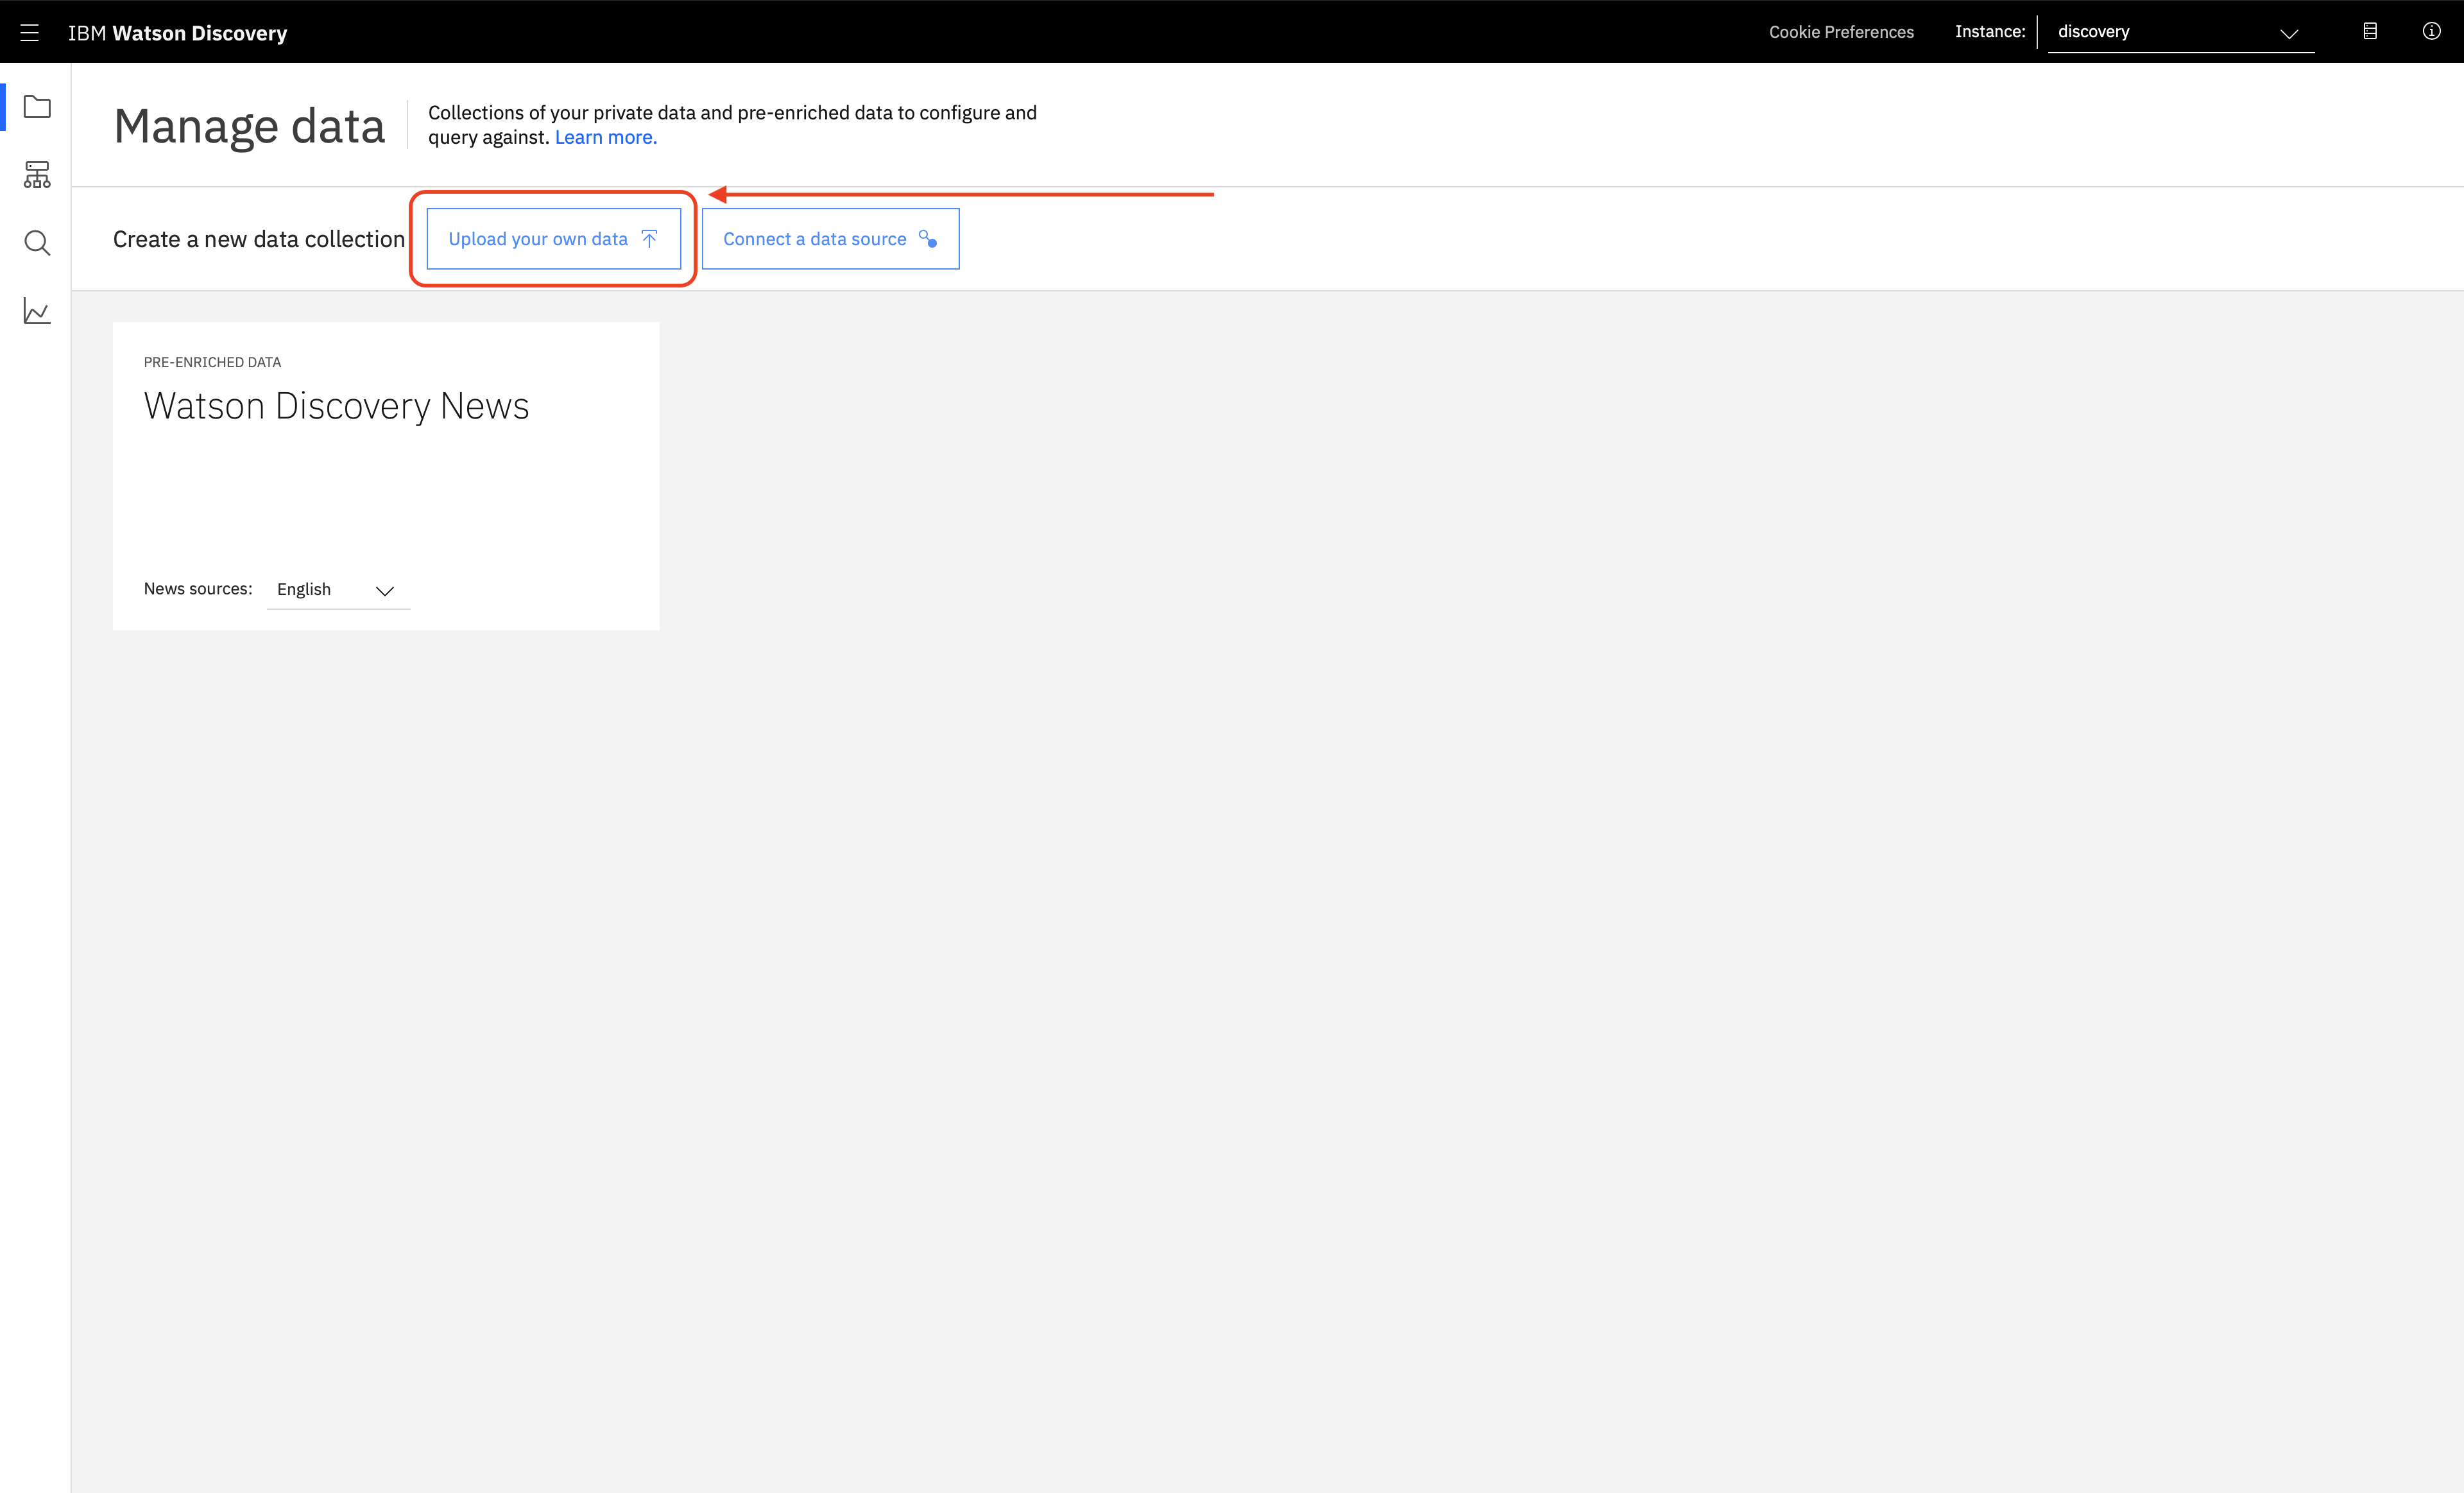 IBM Watson Discovery
Cookie Preferences
Instance:
discovery
Manage data
Collections of your private data and pre-enriched data to configure and
query against. Learn more.
Create a new data collection
Upload your own data
Connect a data source
PRE-ENRICHED DATA
Watson Discovery News
News sources:
English